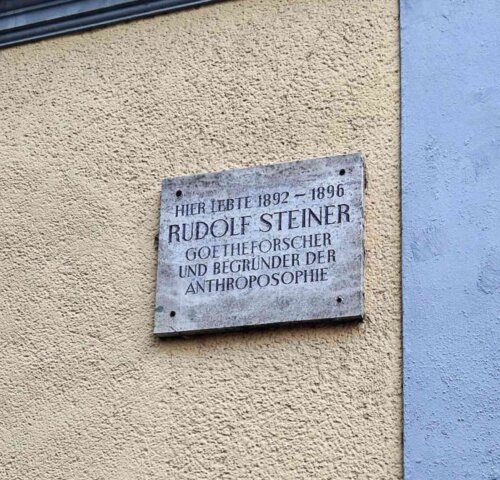 HIER LEBTE 1892 – 1896
RUDOLF STEINER
GOETHEFORSCHER
UND BEGRÜNDER DER
ANTHROPOSOPHIE